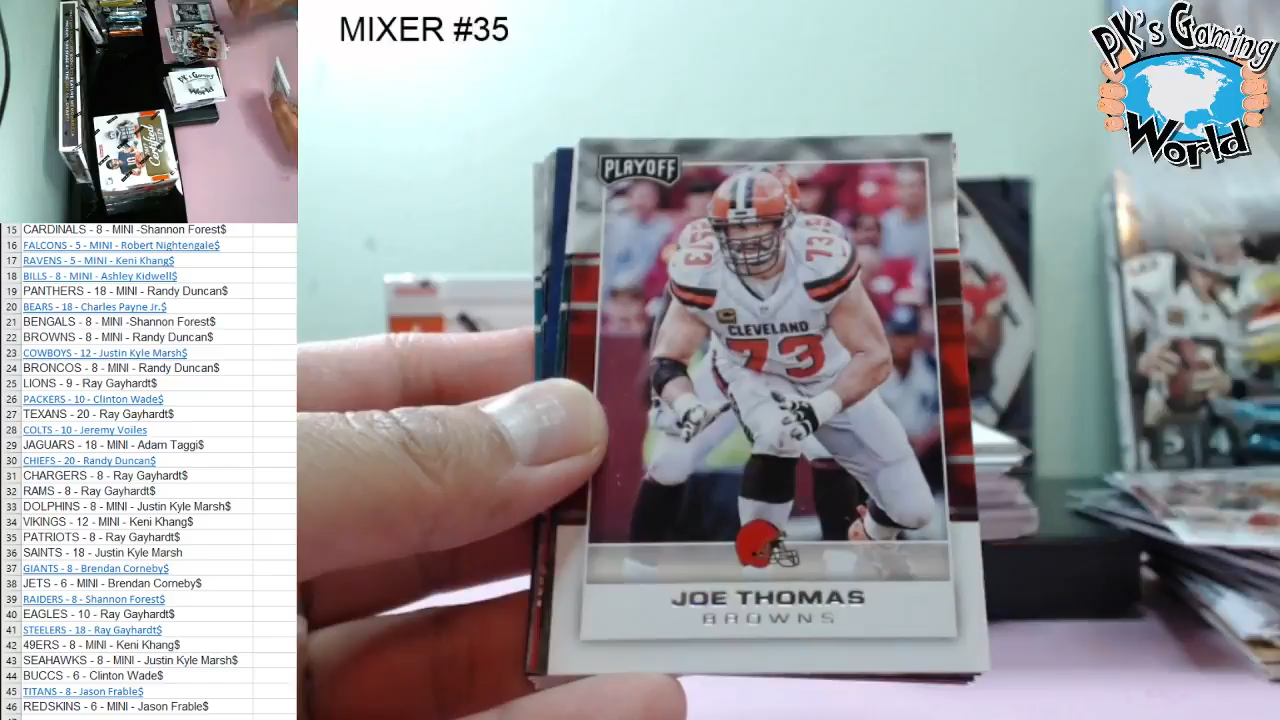 MIXER #35
PK's Gaming
World
15 CARDINALS - 8 - MINI -Shannon Forest$
16 FALCONS - 5 - MINI - Robert Nightengale$
17 RAVENS - 5 - MINI - Keni Khang$
18 BILLS - 8 - MINI - Ashley Kidwell$
19 PANTHERS - 18 - MINI - Randy Duncan$
20 BEARS - 18 - Charles Payne Jr.$
21 BENGALS - 8 - MINI -Shannon Forest$
22 BROWNS - 8 - MINI - Randy Duncan$
23 COWBOYS - 12 - Justin Kyle Marsh$
24 BRONCOS - 8 - MINI - Randy Duncan$
25 LIONS - 9 - Ray Gayhardt$
26 PACKERS - 10 - Clinton Wade$
27 TEXANS - 20 - Ray Gayhardt$
28 COLTS - 10 - Jeremy Voiles
29 JAGUARS - 18 - MINI - Adam Taggi$
30 CHIEFS - 20 - Randy Duncan$
31 CHARGERS - 8 - Ray Gayhardt$
32 RAMS - 8 - Ray Gayhardt$
33 DOLPHINS - 8 - MINI - Justin Kyle Marsh$
34 VIKINGS - 12 - MINI - Keni Khang$
35 PATRIOTS - 8 - Ray Gayhardt$
36 SAINTS - 18 - Justin Kyle Marsh
37 GIANTS - 8 - Brendan Corneby$
38 JETS - 6 - MINI - Brendan Corneby$
39 RAIDERS - 8 - Shannon Forest$
40 EAGLES - 10 - Ray Gayhardt$
41 STEELERS - 18 - Ray Gayhardt$
42 49ERS - 8 - MINI - Keni Khang$
43 SEAHAWKS - 8 - MINI - Justin Kyle Marsh$
44 BUCCS - 6 - Clinton Wade$
45 TITANS - 8 - Jason Frable$
46 REDSKINS - 6 - MINI - Jason Frable$
PLAYOFF
73
73
CLEVELAND
73
JOE THOMAS
BROWNS